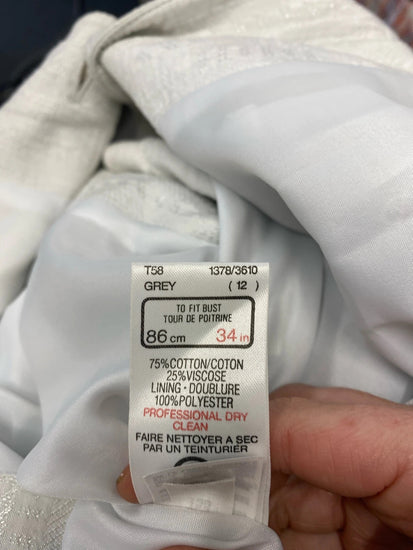 T58 1378/3610
GREY (12)
TO FIT BUST
TOUR DE POITRINE
86 cm 34 in
75%COTTON/COTON
25%VISCOSE
LINING · DOUBLURE
100%POLYESTER
PROFESSIONAL DRY
CLEAN
FAIRE NETTOYER A SEC
PAR UN TEINTURIER